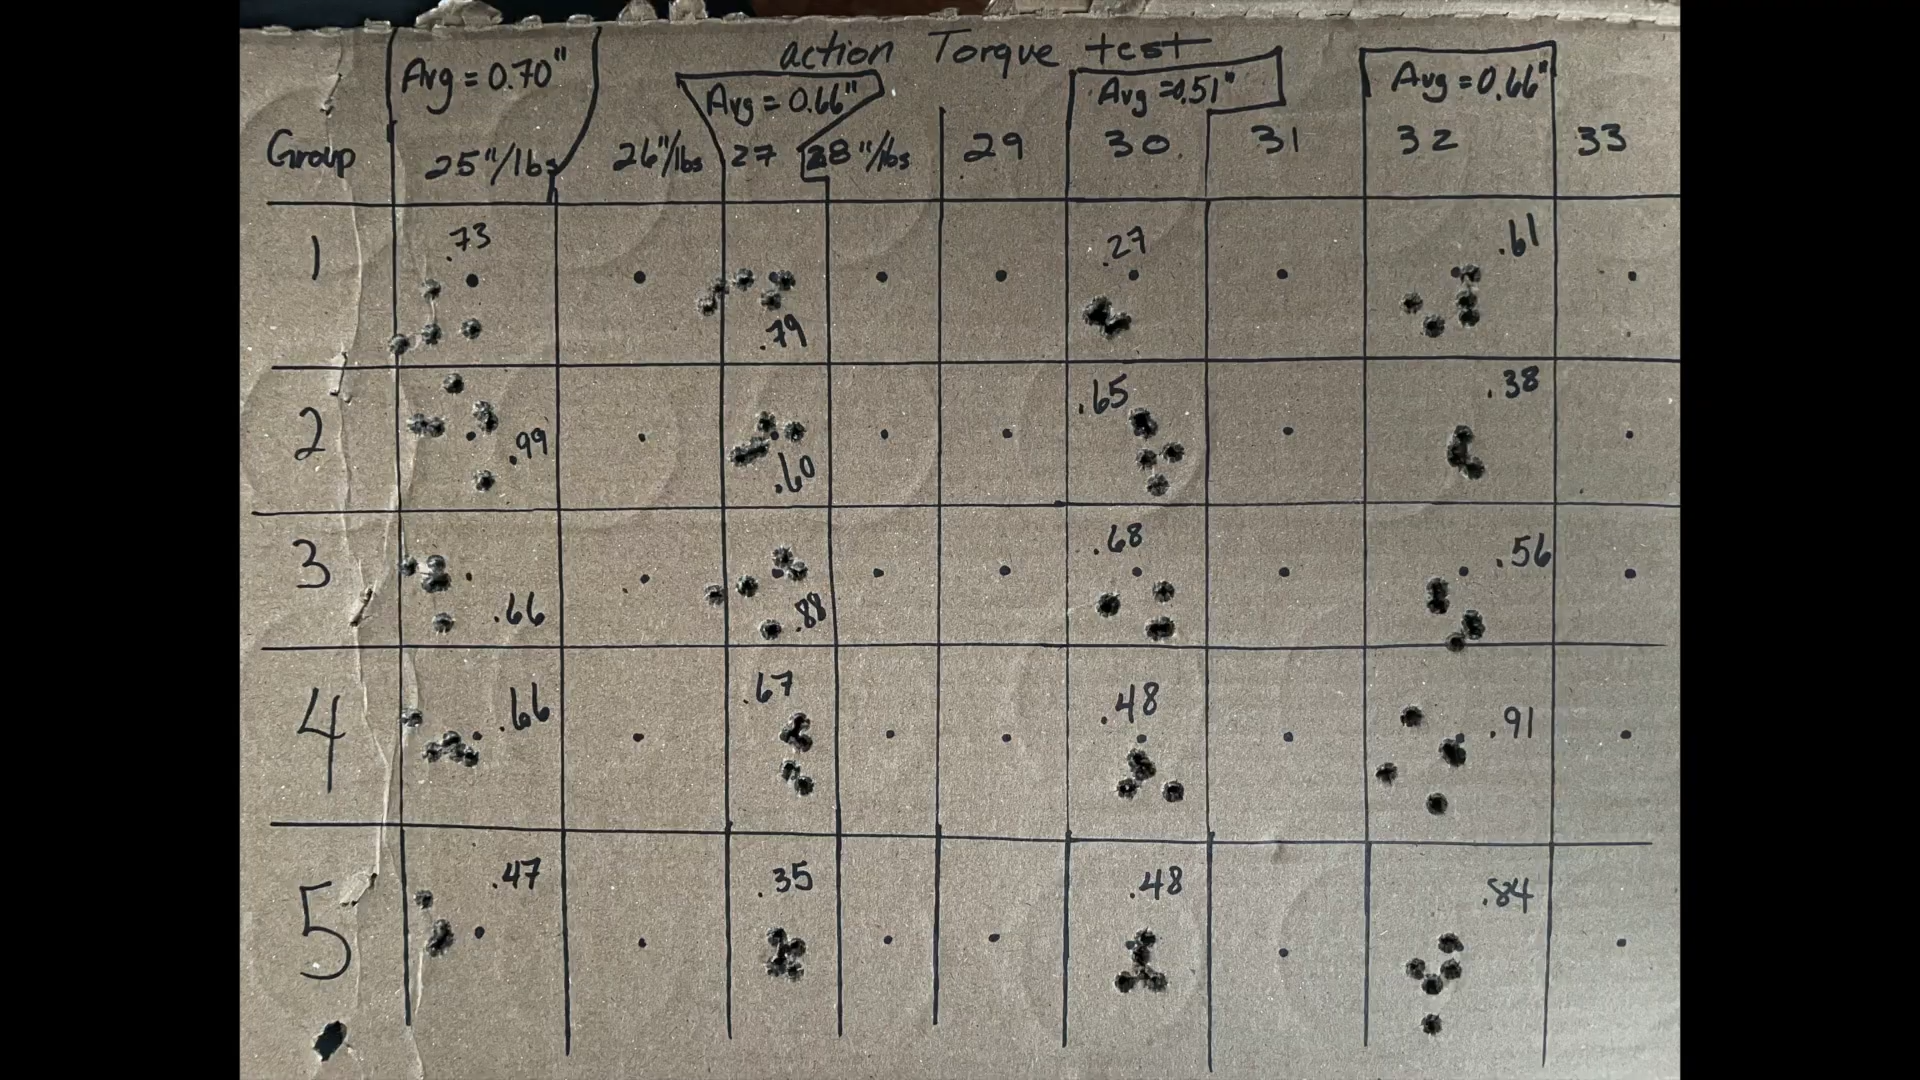 action Torque test
Avg = 0.70"
Avg = 0.66"
Avg = 0.51"
Avg = 0.66"
Group 25"/lbs 26"/lbs 27 28"/lbs 29 30 31 32 33
1 .73 .79 .27 .61
2 .99 .60 .65 .38
3 .66 .88 .68 .56
4 .66 .67 .48 .91
5 .47 .35 .48 .84